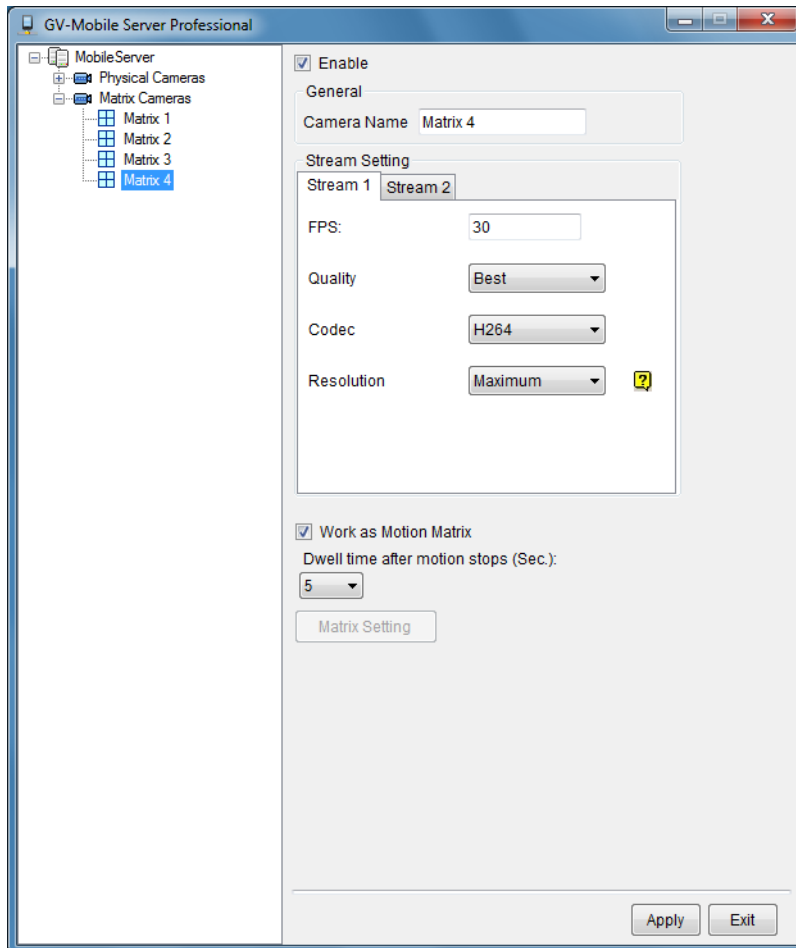 GV-Mobile Server Professional
MobileServer
Physical Cameras
Matrix Cameras
Matrix 1
Matrix 2
Matrix 3
Matrix 4
Enable
General
Camera Name Matrix 4
Stream Setting
Stream 1 Stream 2
FPS: 30
Quality Best
Codec H264
Resolution Maximum ?
Work as Motion Matrix
Dwell time after motion stops (Sec.):
5
Matrix Setting
Apply Exit